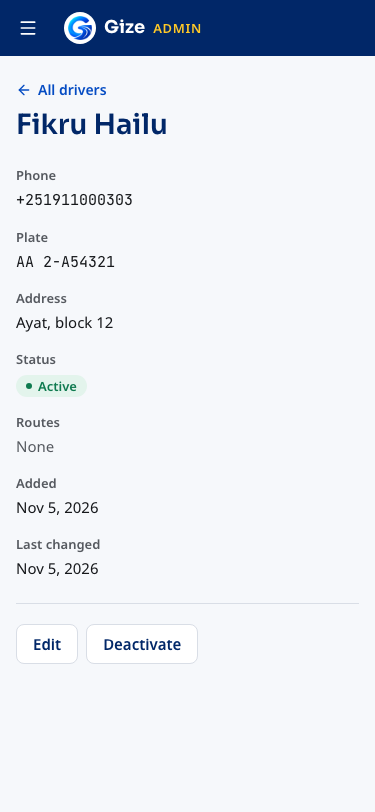 Gize ADMIN
← All drivers
Fikru Hailu
Phone
+251911000303
Plate
AA 2-A54321
Address
Ayat, block 12
Status
Active
Routes
None
Added
Nov 5, 2026
Last changed
Nov 5, 2026
Edit
Deactivate